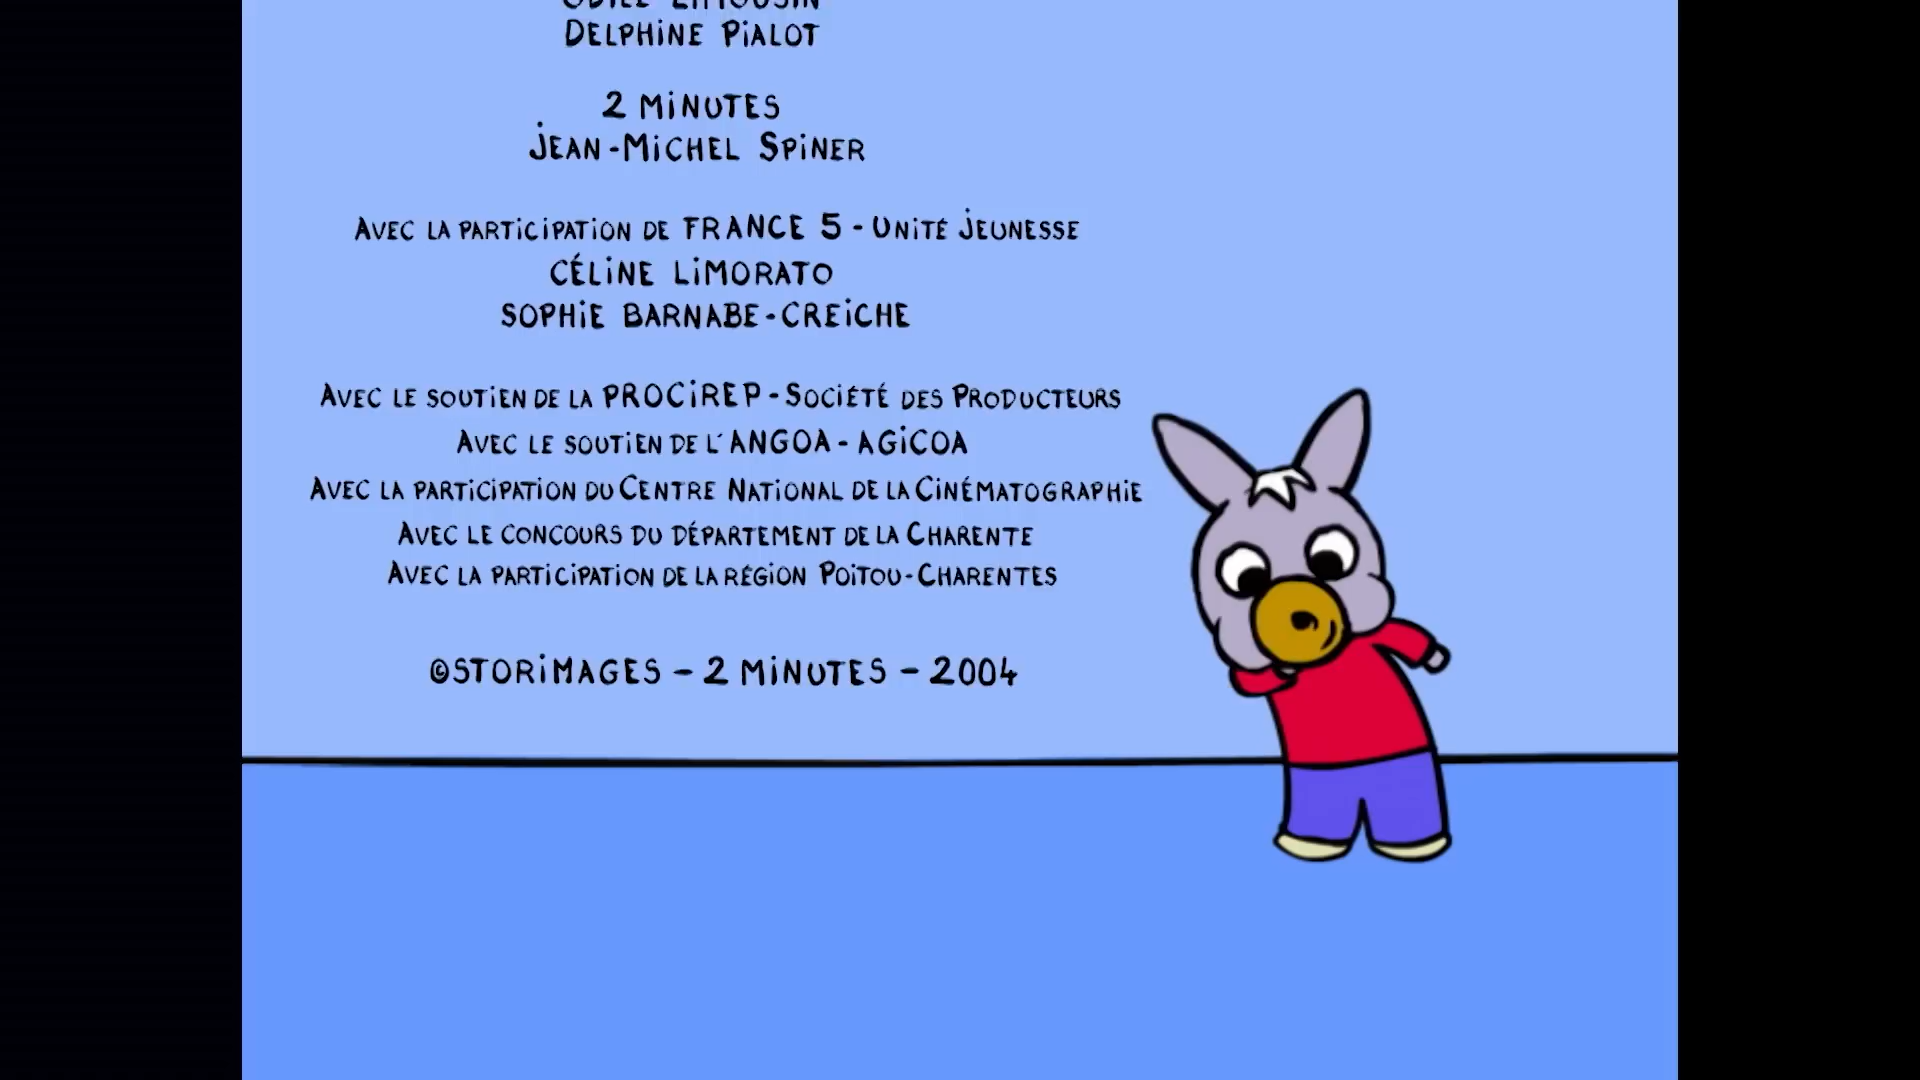 ODILE LIMOUSIN
DELPHINE PIALOT
2 MINUTES
JEAN-MICHEL SPINER
AVEC LA PARTICIPATION DE FRANCE 5 - UNITÉ JEUNESSE
CÉLINE LIMORATO
SOPHIE BARNABE-CREICHE
AVEC LE SOUTIEN DE LA PROCIREP - SOCIÉTÉ DES PRODUCTEURS
AVEC LE SOUTIEN DE L'ANGOA - AGICOA
AVEC LA PARTICIPATION DU CENTRE NATIONAL DE LA CINÉMATOGRAPHIE
AVEC LE CONCOURS DU DÉPARTEMENT DE LA CHARENTE
AVEC LA PARTICIPATION DE LA RÉGION POITOU-CHARENTES
©STORIMAGES - 2 MINUTES - 2004